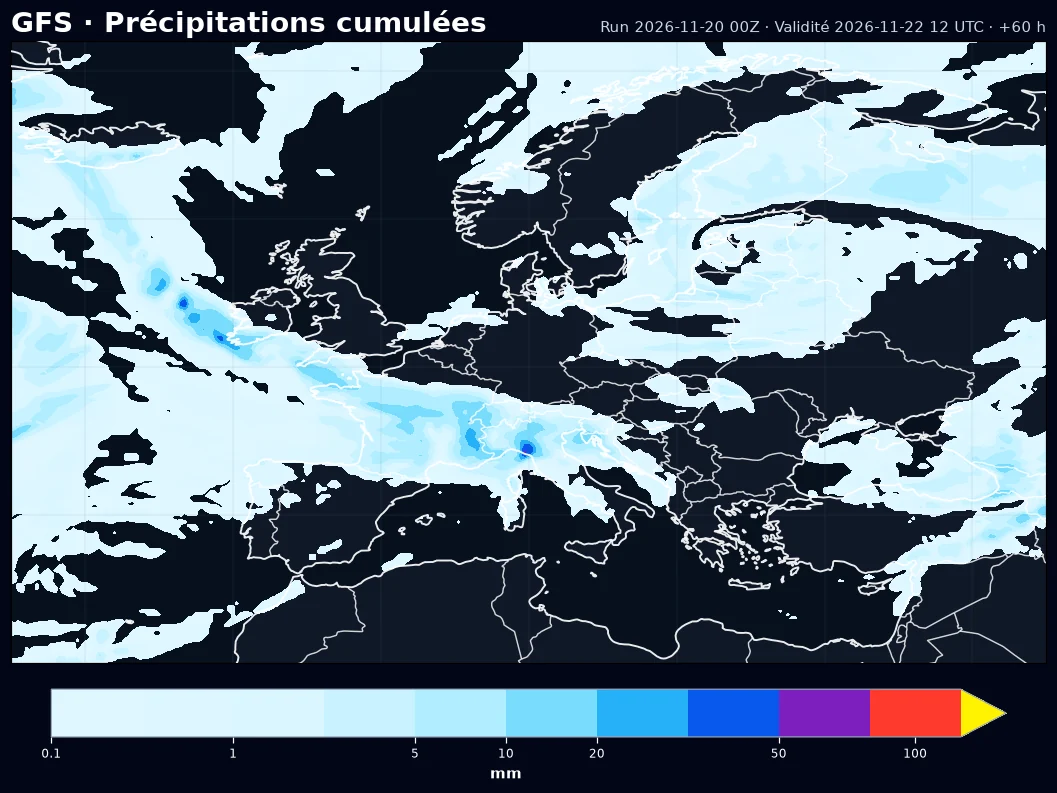 GFS · Précipitations cumulées
Run 2026-11-20 00Z · Validité 2026-11-22 12 UTC · +60 h
0.1 1 5 10 20 50 100
mm